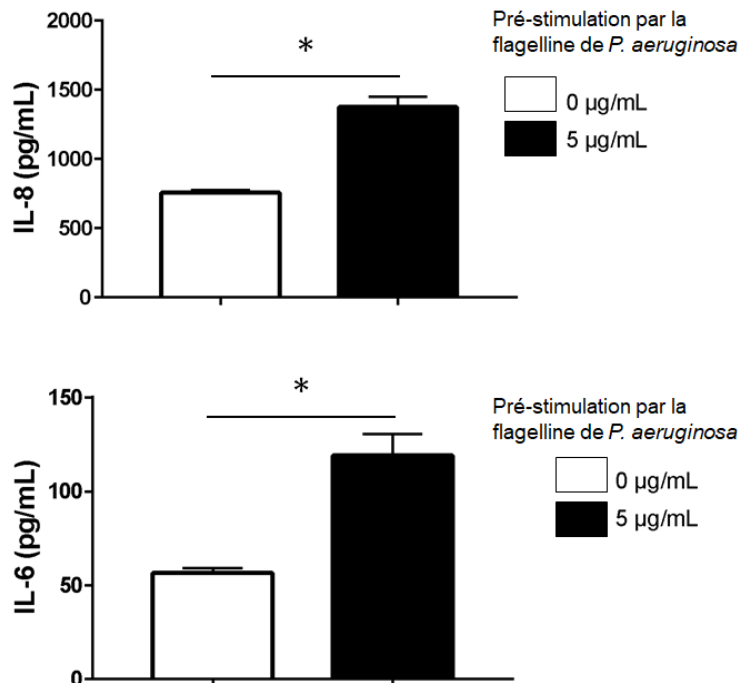 2000
1500
1000
500
0
IL-8 (pg/mL)
*
Pré-stimulation par la
flagelline de P. aeruginosa
0 µg/mL
5 µg/mL
150
100
50
0
IL-6 (pg/mL)
*
Pré-stimulation par la
flagelline de P. aeruginosa
0 µg/mL
5 µg/mL